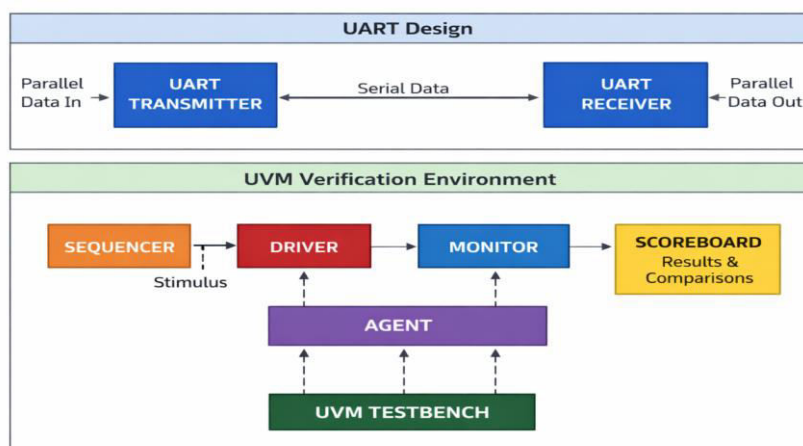 UART Design
Parallel
Data In
UART
TRANSMITTER
Serial Data
UART
RECEIVER
Parallel
Data Out
UVM Verification Environment
SEQUENCER
Stimulus
DRIVER
MONITOR
SCOREBOARD
Results &
Comparisons
AGENT
UVM TESTBENCH